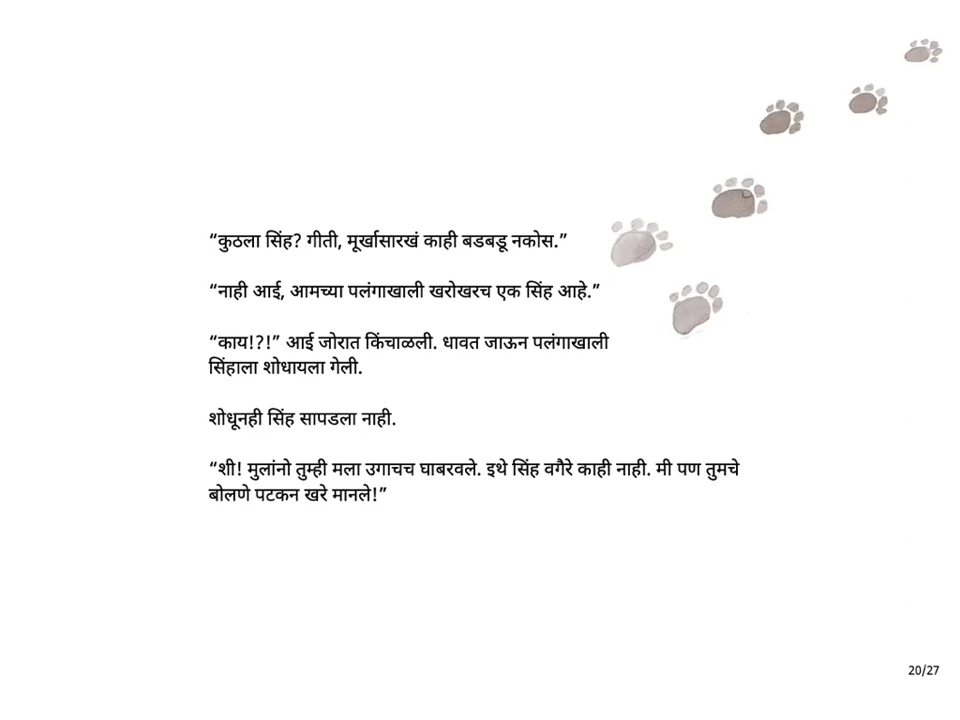 “कुठला सिंह? गीती, मूर्खासारखं काही बडबडू नकोस.”
“नाही आई, आमच्या पलंगाखाली खरोखरच एक सिंह आहे.”
“काय!?!” आई जोरात किंचाळली. धावत जाऊन पलंगाखाली
सिंहाला शोधायला गेली.
शोधूनही सिंह सापडला नाही.
“शी! मुलांनो तुम्ही मला उगाचच घाबरवले. इथे सिंह वगैरे काही नाही. मी पण तुमचे
बोलणे पटकन खरे मानले!”
20/27